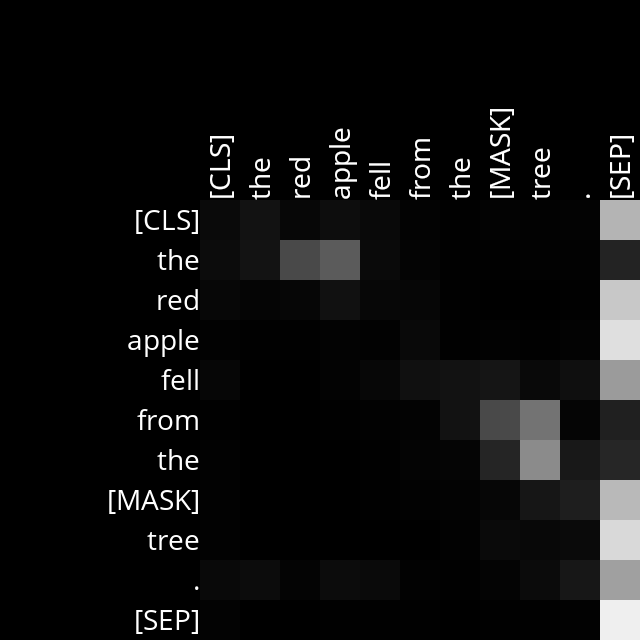 [CLS]
the
red
apple
fell
from
the
[MASK]
tree
.
[SEP]
[CLS]
the
red
apple
fell
from
the
[MASK]
tree
.
[SEP]